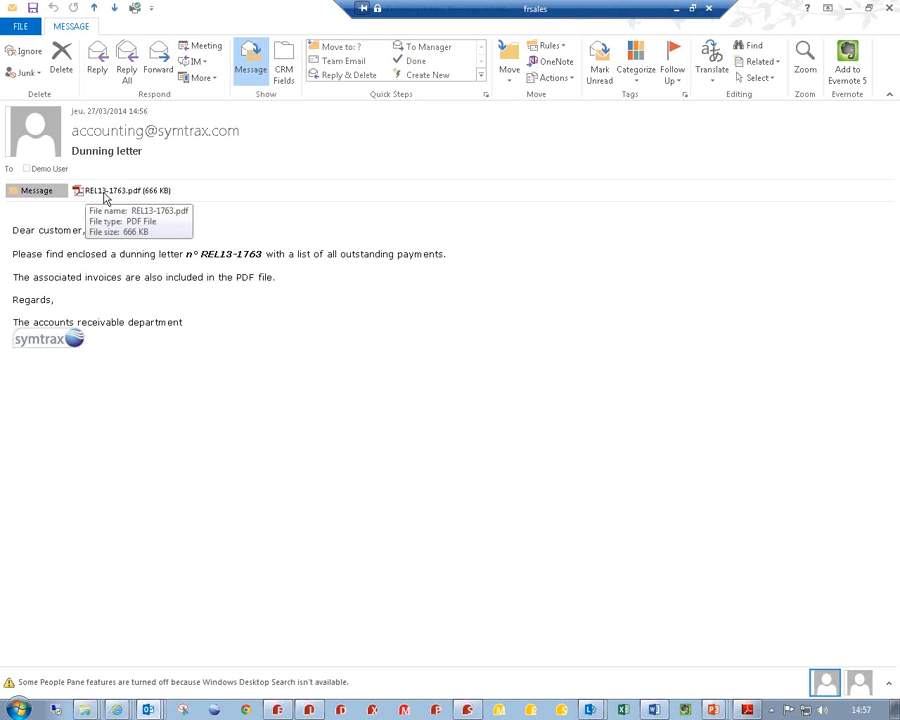 frsales
FILE
MESSAGE
Ignore
Junk
Delete
Reply
Reply All
Forward
Meeting
IM
More
Message
CRM Fields
Move to: ?
Team Email
Reply & Delete
To Manager
Done
Create New
Move
Rules
OneNote
Actions
Mark Unread
Categorize
Follow Up
Translate
Find
Related
Select
Zoom
Add to Evernote 5
Delete
Respond
Show
Quick Steps
Move
Tags
Editing
Zoom
Evernote
jeu. 27/03/2014 14:56
accounting@symtrax.com
Dunning letter
To Demo User
Message
REL13-1763.pdf (666 KB)
File name: REL13-1763.pdf
File type: PDF File
File size: 666 KB
Dear customer,
Please find enclosed a dunning letter n° REL13-1763 with a list of all outstanding payments.
The associated invoices are also included in the PDF file.
Regards,
The accounts receivable department
symtrax
Some People Pane features are turned off because Windows Desktop Search isn't available.
14:57